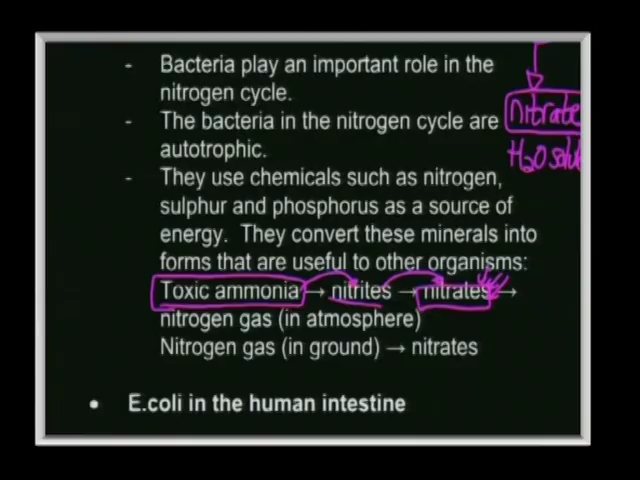 - Bacteria play an important role in the
nitrogen cycle.
- The bacteria in the nitrogen cycle are
autotrophic.
- They use chemicals such as nitrogen,
sulphur and phosphorus as a source of
energy. They convert these minerals into
forms that are useful to other organisms:
Toxic ammonia → nitrites → nitrates →
nitrogen gas (in atmosphere)
Nitrogen gas (in ground) → nitrates
• E.coli in the human intestine
nitrate
H2O solu